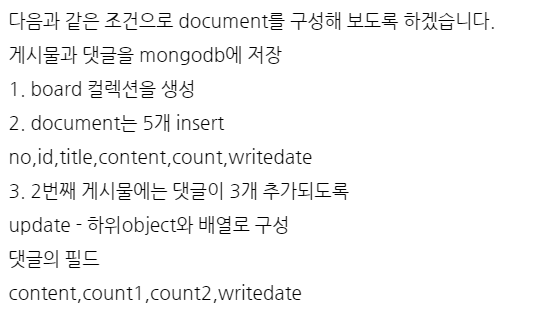 다음과 같은 조건으로 document를 구성해 보도록 하겠습니다.
게시물과 댓글을 mongodb에 저장
1. board 컬렉션을 생성
2. document는 5개 insert
no,id,title,content,count,writedate
3. 2번째 게시물에는 댓글이 3개 추가되도록
update - 하위object와 배열로 구성
댓글의 필드
content,count1,count2,writedate